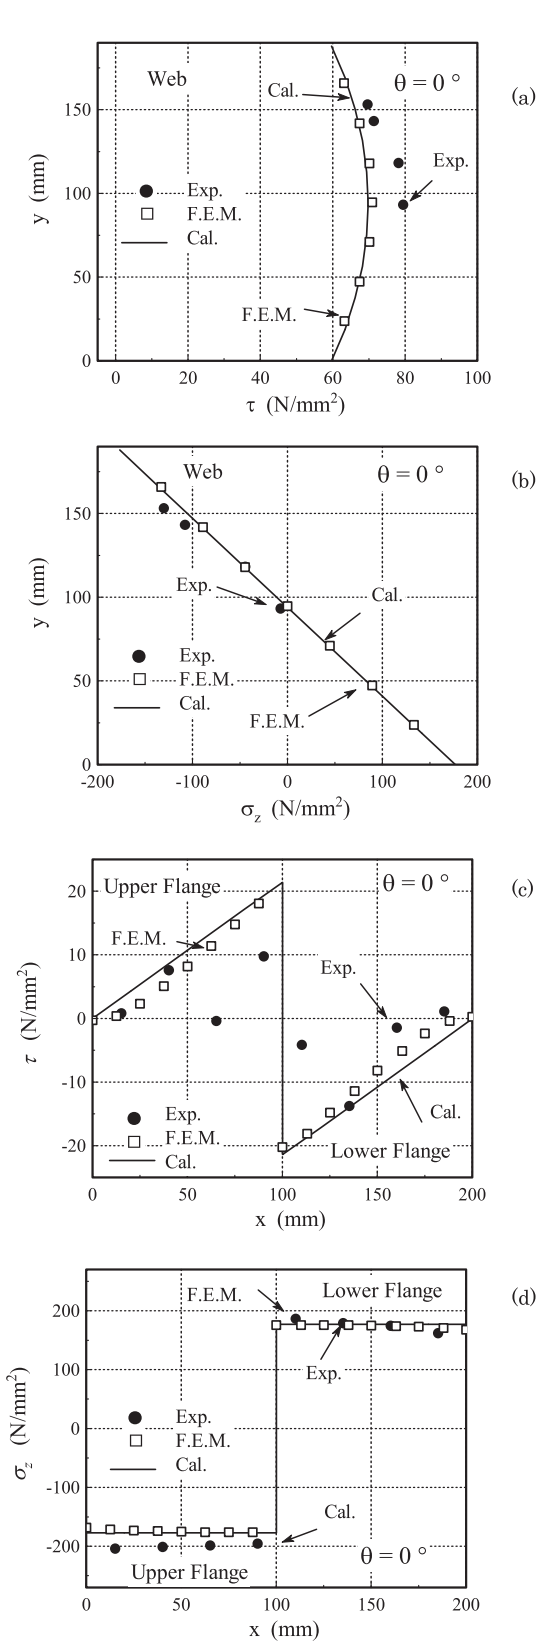 Web
θ = 0 °
(a)
Cal.
150
Exp.
Exp.
F.E.M.
Cal.
100
50
F.E.M.
0
y (mm)
0 20 40 60 80 100
τ (N/mm²)
Web
θ = 0 °
(b)
150
Exp.
Cal.
100
Exp.
F.E.M.
Cal.
50
F.E.M.
0
y (mm)
-200 -100 0 100 200
σz (N/mm²)
Upper Flange
θ = 0 °
(c)
20
F.E.M.
10
Exp.
0
-10
Exp.
F.E.M.
Cal.
Cal.
-20
Lower Flange
τ (N/mm²)
0 50 100 150 200
x (mm)
F.E.M.
Lower Flange
(d)
200
Exp.
100
Exp.
F.E.M.
Cal.
0
-100
Cal.
-200
Upper Flange
θ = 0 °
σz (N/mm²)
0 50 100 150 200
x (mm)